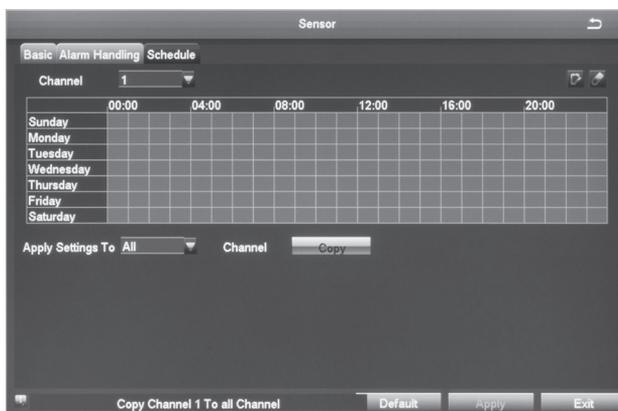 Sensor
Basic Alarm Handling Schedule
Channel 1
00:00 04:00 08:00 12:00 16:00 20:00
Sunday
Monday
Tuesday
Wednesday
Thursday
Friday
Saturday
Apply Settings To All Channel Copy
Copy Channel 1 To all Channel Default Apply Exit